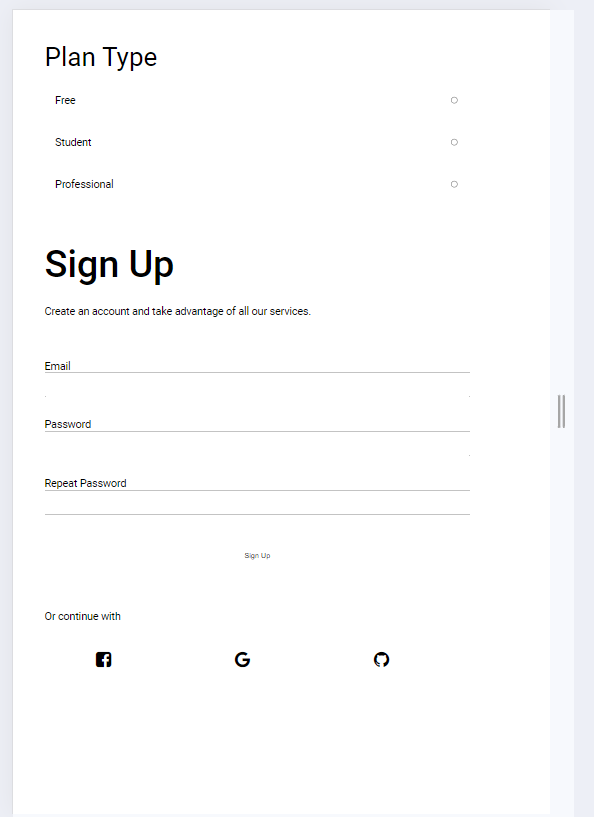 Plan Type
Free
Student
Professional
Sign Up
Create an account and take advantage of all our services.
Email
Password
Repeat Password
Sign Up
Or continue with